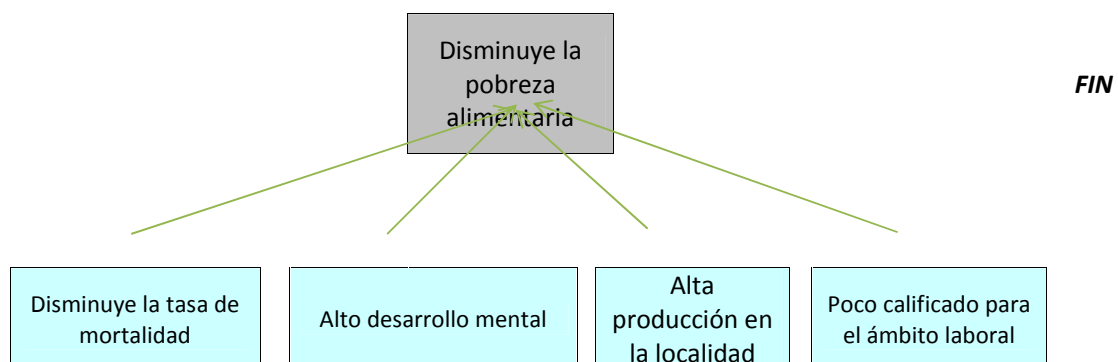 Disminuye la
pobreza
alimentaria
FIN
Disminuye la tasa de
mortalidad
Alto desarrollo mental
Alta
producción en
la localidad
Poco calificado para
el ámbito laboral